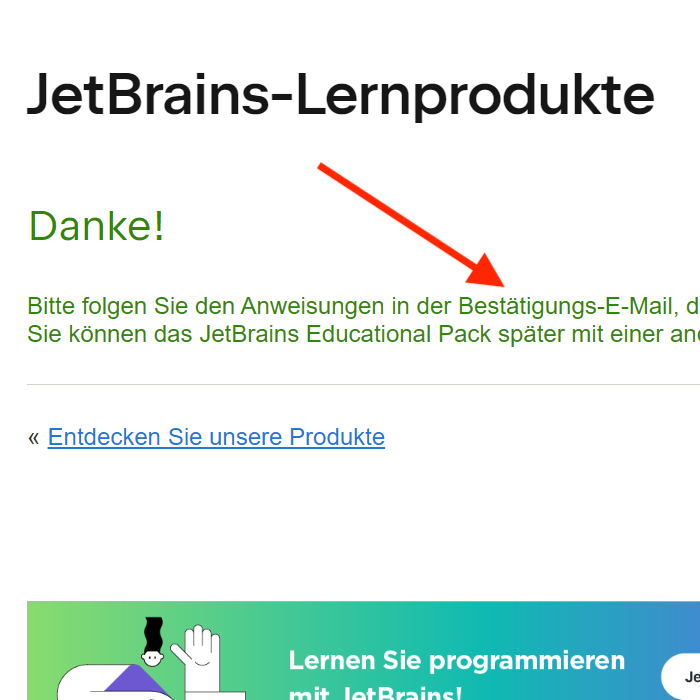 JetBrains-Lernprodukte
Danke!
Bitte folgen Sie den Anweisungen in der Bestätigungs-E-Mail, d
Sie können das JetBrains Educational Pack später mit einer and
« Entdecken Sie unsere Produkte
Lernen Sie programmieren
mit JetBrains!
Je